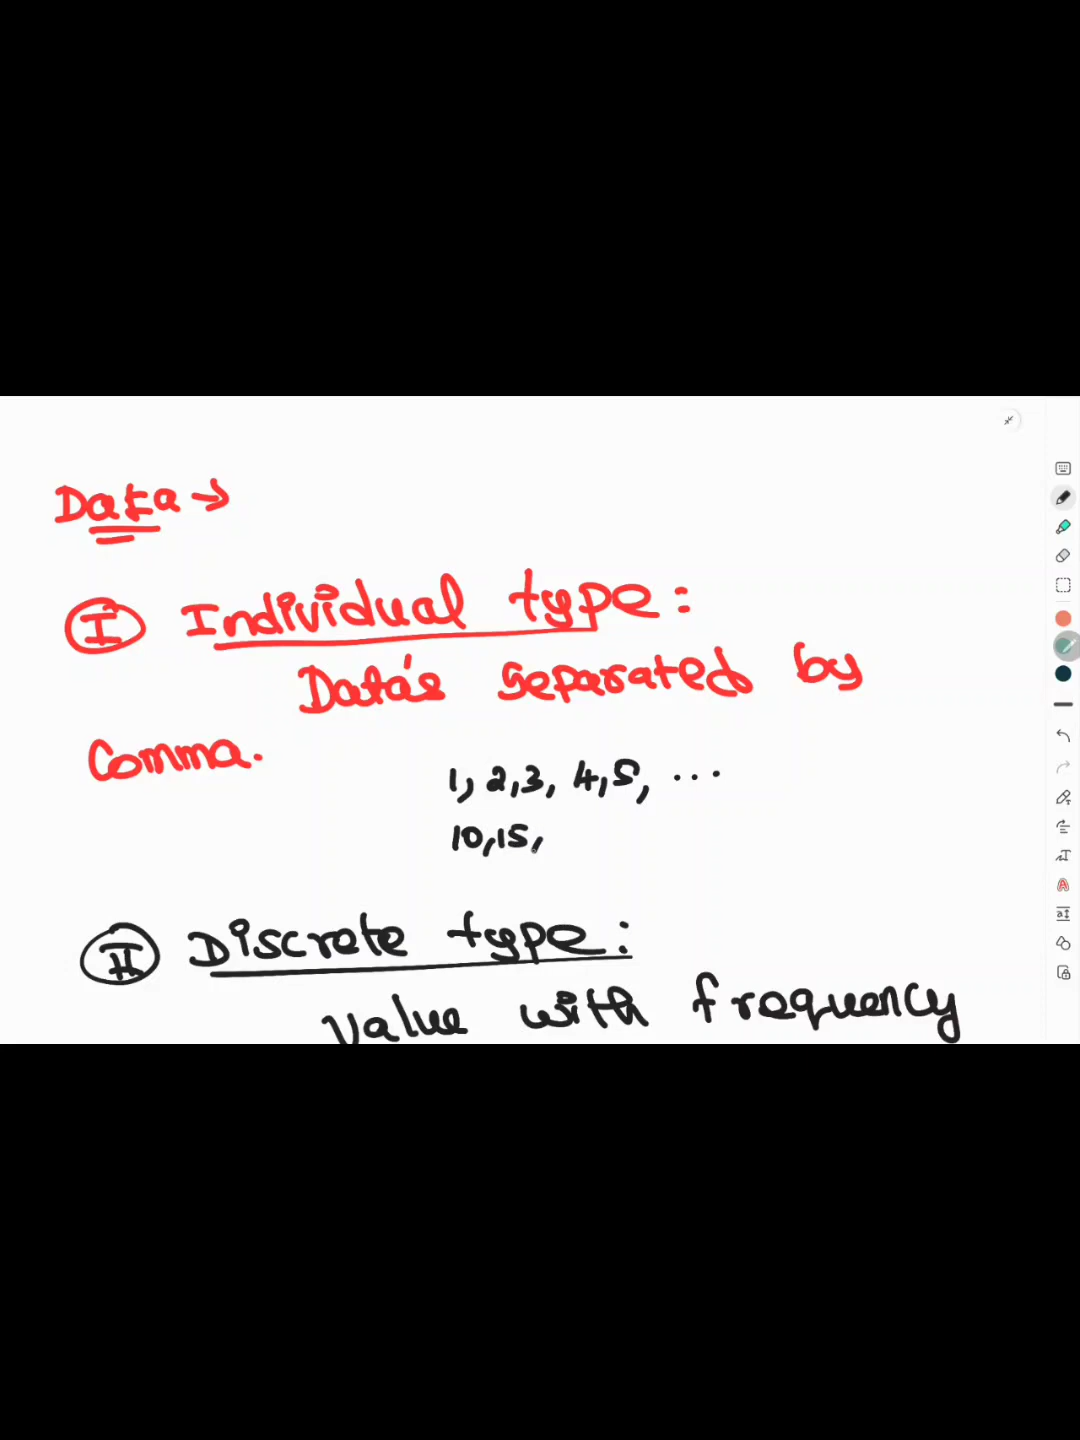 Data →
I Individual type:
Data's separated by
Comma.
1, 2,3, 4,5, ...
10,15,
II Discrete type:
Value with frequency